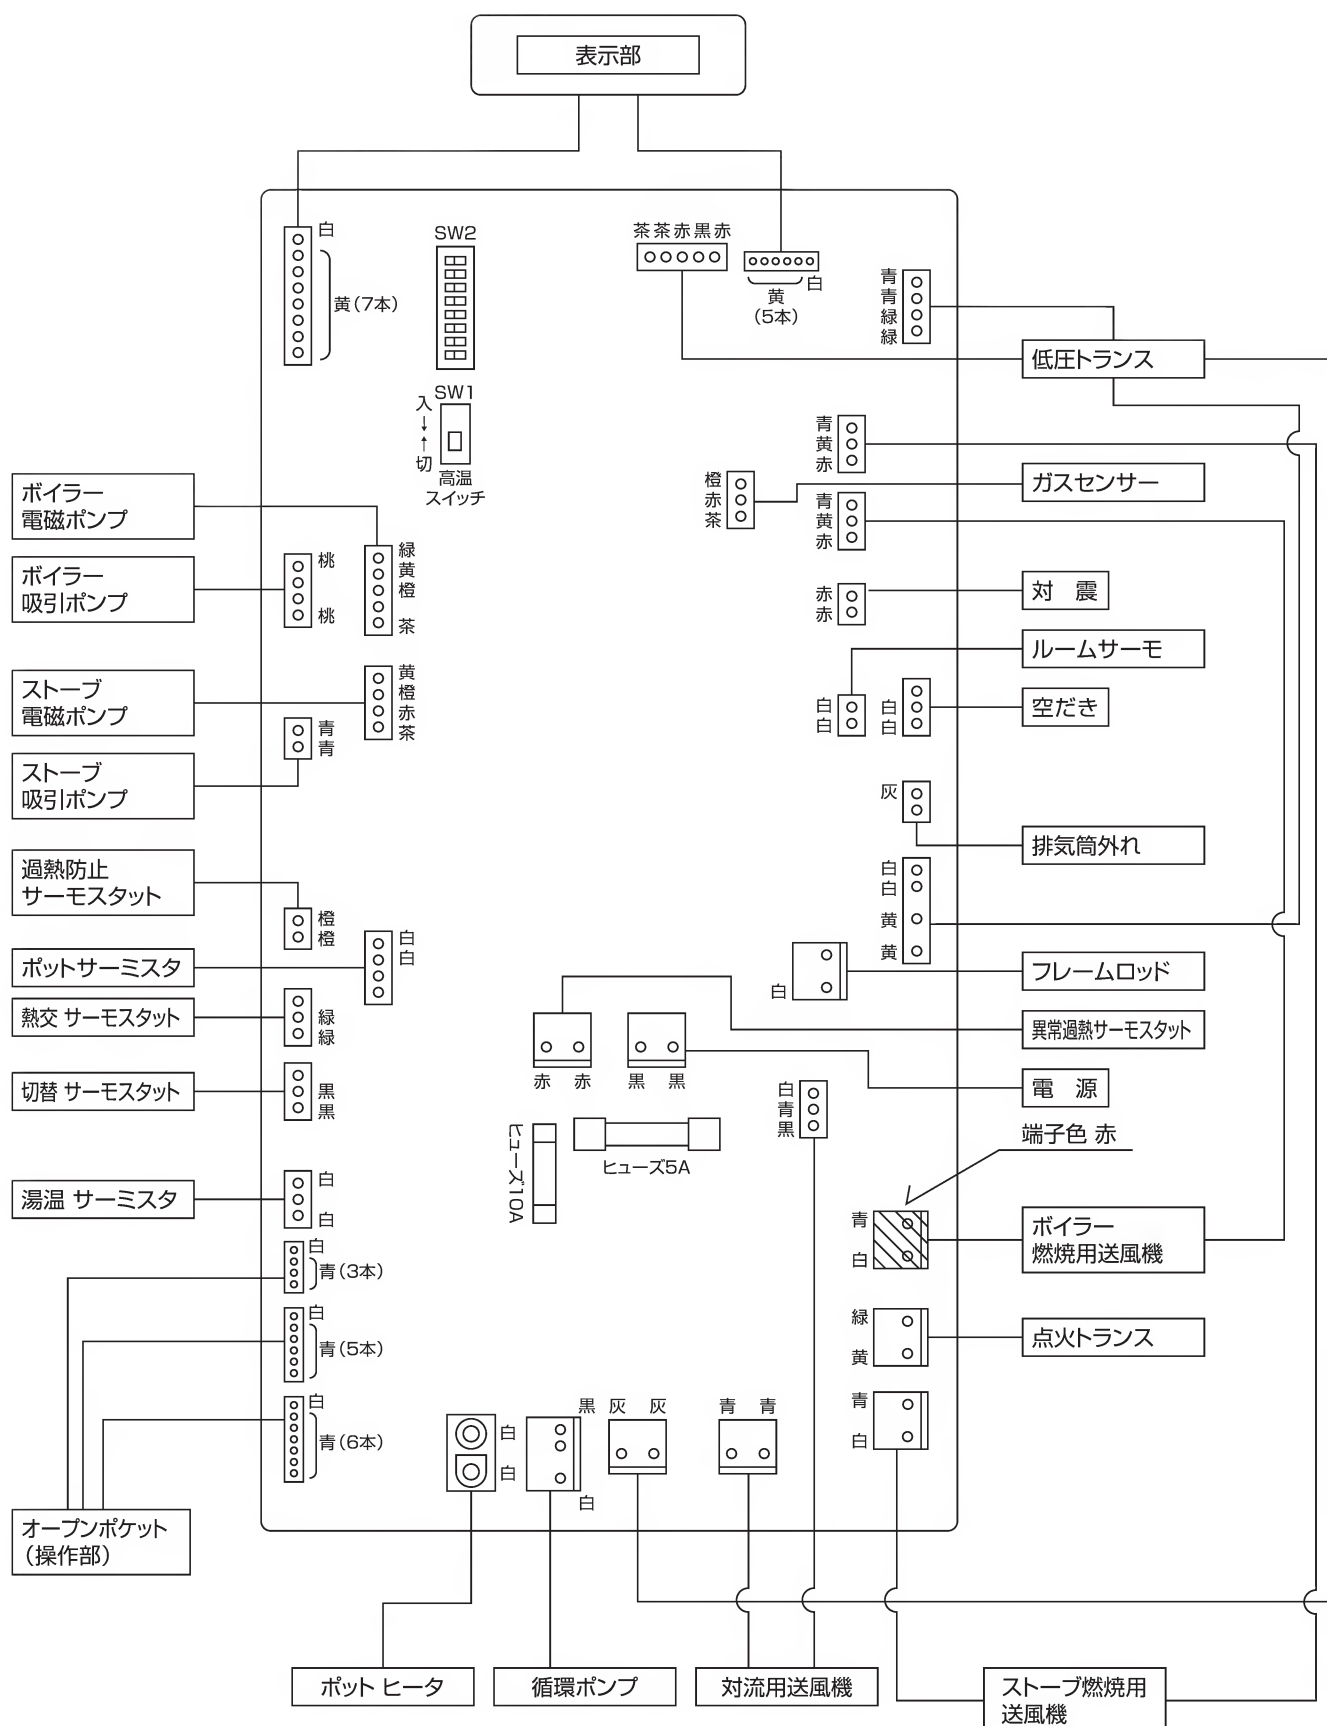 表示部
白
黄(7本)
SW2
茶茶赤黒赤
黄
(5本)
白
青
青
緑
緑
低圧トランス
SW1
入
切
高温
スイッチ
青
黄
赤
橙
赤
茶
ガスセンサー
青
黄
赤
ボイラー
電磁ポンプ
緑
黄
橙
茶
ボイラー
吸引ポンプ
桃
桃
赤
赤
対 震
ルームサーモ
白
白
白
白
空だき
ストーブ
電磁ポンプ
黄
橙
赤
茶
青
青
ストーブ
吸引ポンプ
灰
排気筒外れ
過熱防止
サーモスタット
橙
橙
白
白
黄
黄
ポットサーミスタ
白
白
白
フレームロッド
熱交 サーモスタット
緑
緑
赤 赤
黒 黒
異常過熱サーモスタット
切替 サーモスタット
黒
黒
電 源
白
青
黒
ヒューズ10A
ヒューズ5A
端子色 赤
湯温 サーミスタ
白
白
青
白
ボイラー
燃焼用送風機
白
青(3本)
白
青(5本)
緑
黄
点火トランス
白
青(6本)
白
白
黒
白
灰 灰
青 青
青
白
オープンポケット
(操作部)
ポット ヒータ
循環ポンプ
対流用送風機
ストーブ燃焼用
送風機